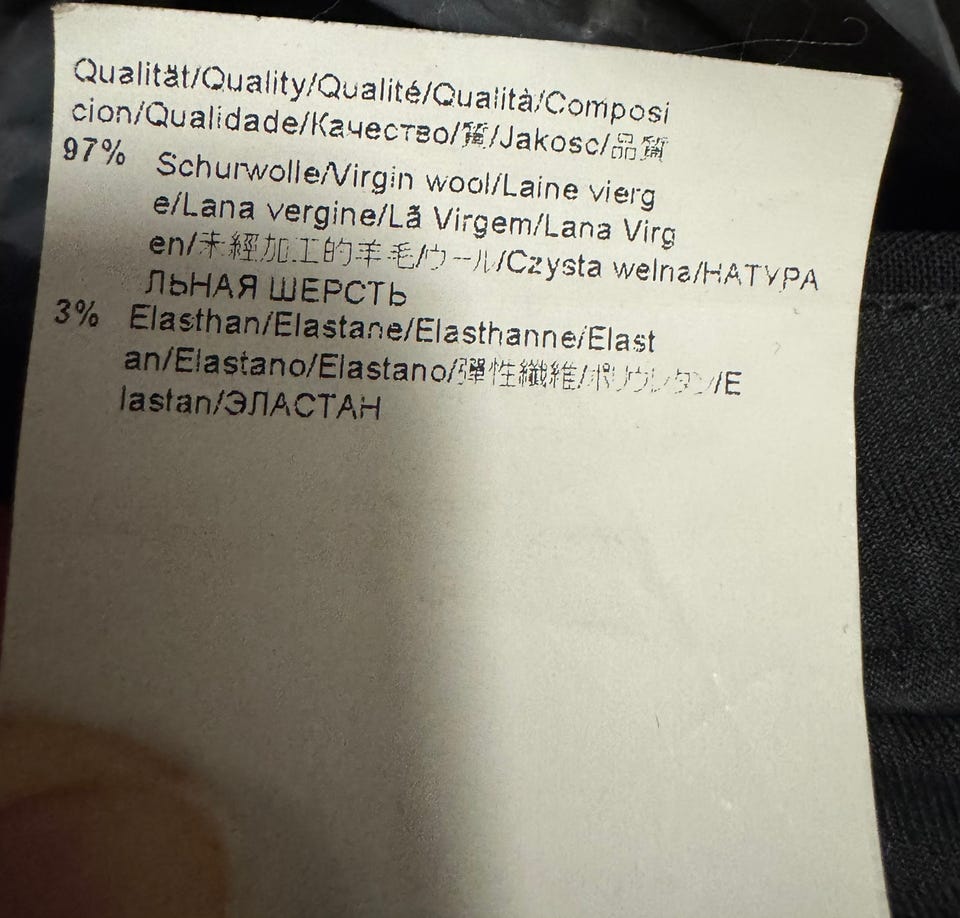 Qualität/Quality/Qualité/Qualità/Composi
cion/Qualidade/Качество/質/Jakosc/品質
97% Schurwolle/Virgin wool/Laine vierg
e/Lana vergine/Lã Virgem/Lana Virg
en/未經加工的羊毛/ウール/Czysta welna/НАТУРА
ЛЬНАЯ ШЕРСТЬ
3% Elasthan/Elastane/Elasthanne/Elast
an/Elastano/Elastano/彈性纖維/ポリウレタン/E
lastan/ЭЛАСТАН